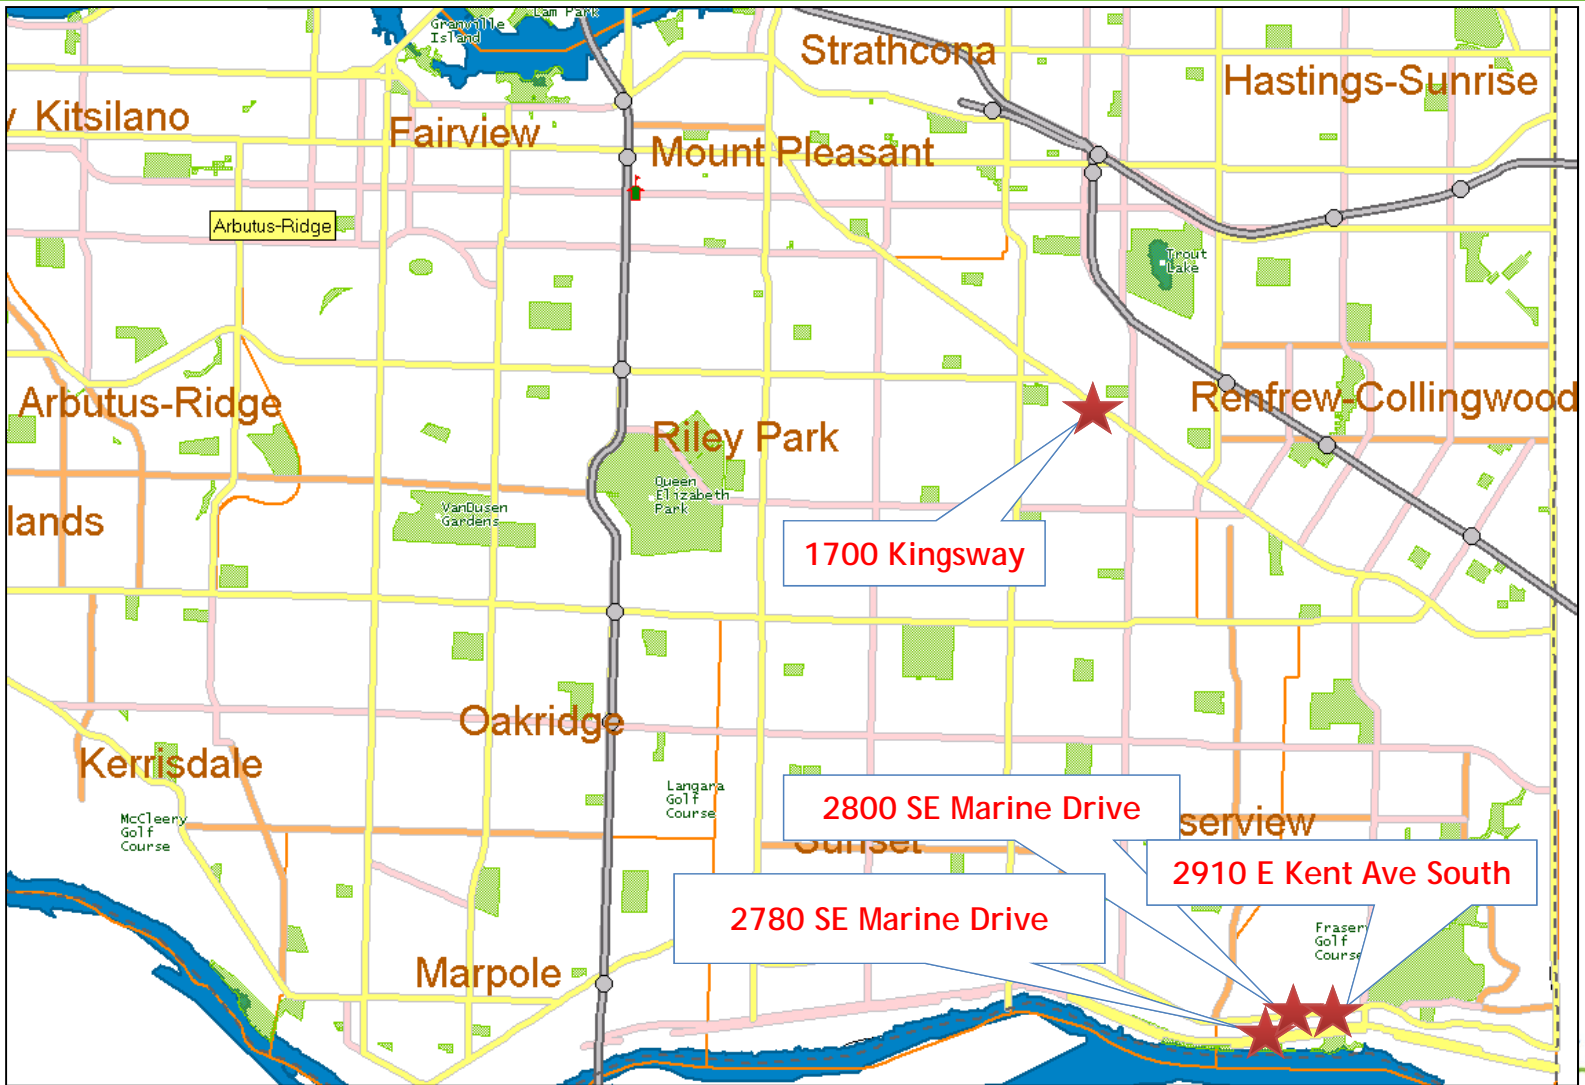 Lam Park
Granville
Island
Strathcona
Hastings-Sunrise
Kitsilano
Fairview
Mount Pleasant
Arbutus-Ridge
Trout
Lake
Arbutus-Ridge
Renfrew-Collingwood
Riley Park
Queen
Elizabeth
Park
VanDusen
Gardens
lands
1700 Kingsway
Oakridge
Kerrisdale
Langara
Golf
Course
2800 SE Marine Drive
McCleery
Golf
Course
serview
Sunset
2910 E Kent Ave South
2780 SE Marine Drive
Fraser
Golf
Course
Marpole